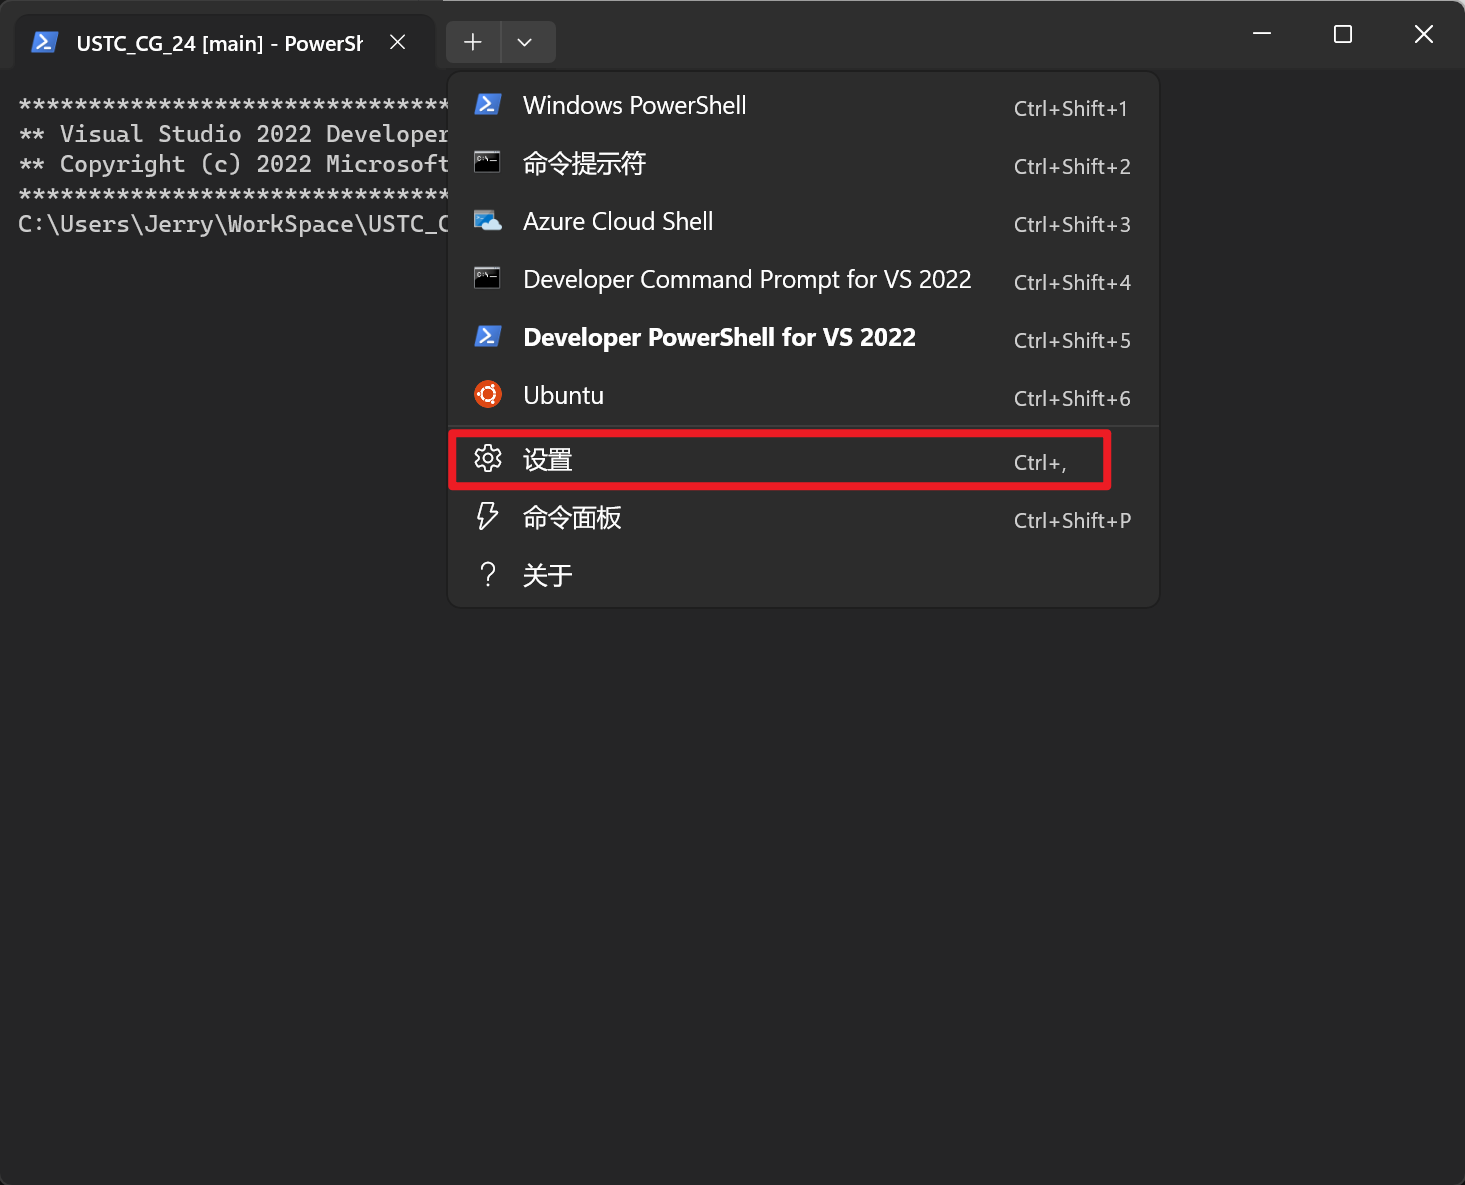 USTC_CG_24 [main] - PowerSh
*******************************
** Visual Studio 2022 Developer
** Copyright (c) 2022 Microsoft
*******************************
C:\Users\Jerry\WorkSpace\USTC_C
Windows PowerShell Ctrl+Shift+1
命令提示符 Ctrl+Shift+2
Azure Cloud Shell Ctrl+Shift+3
Developer Command Prompt for VS 2022 Ctrl+Shift+4
Developer PowerShell for VS 2022 Ctrl+Shift+5
Ubuntu Ctrl+Shift+6
设置 Ctrl+,
命令面板 Ctrl+Shift+P
关于